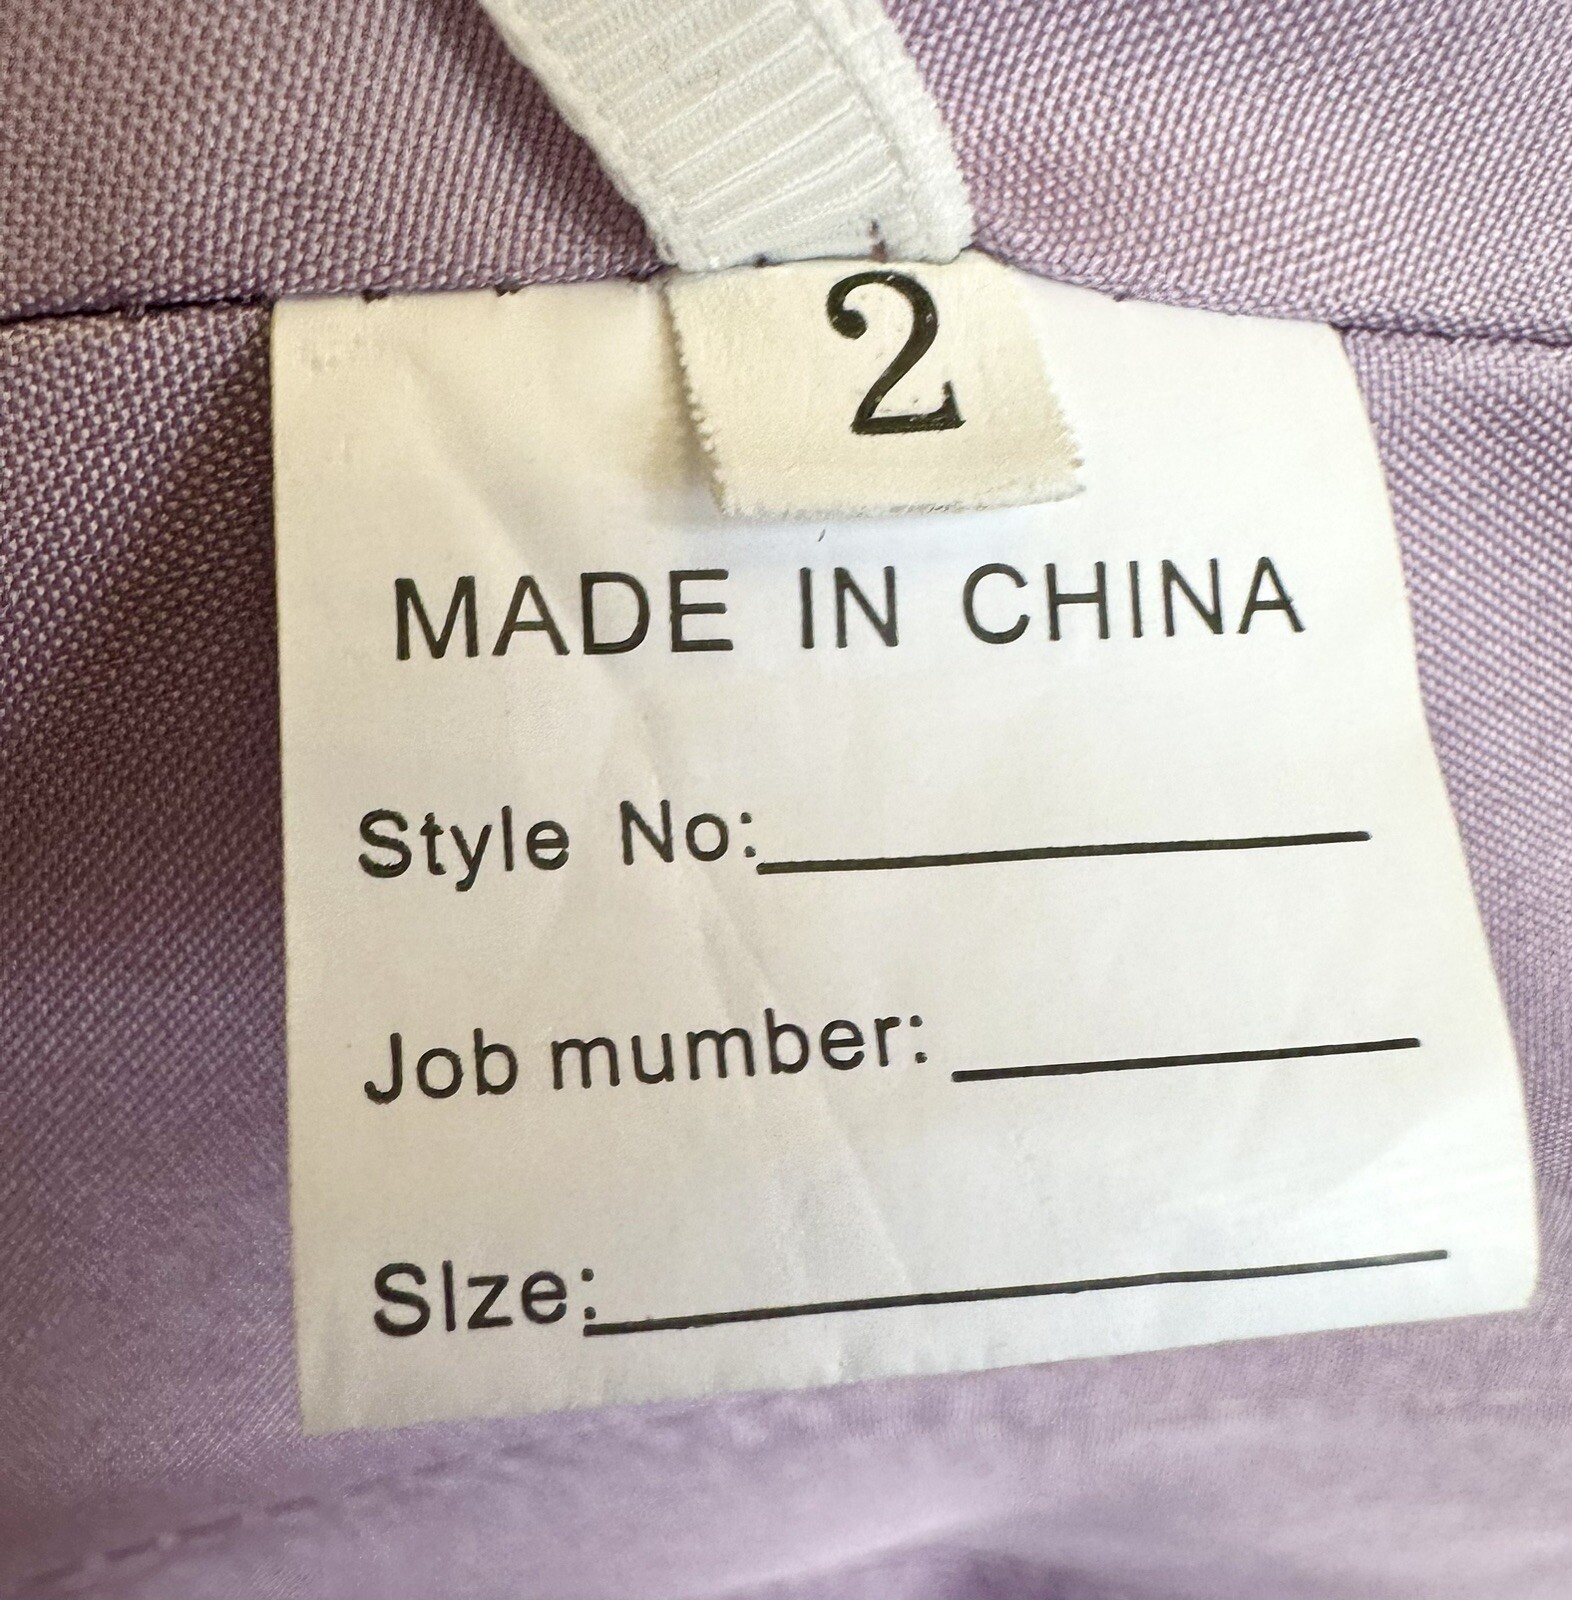 2
MADE IN CHINA
Style No:
Job mumber:
SIze: